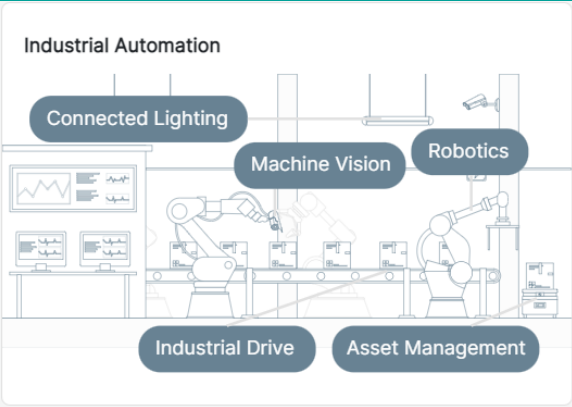 Industrial Automation
Connected Lighting
Machine Vision
Robotics
Industrial Drive
Asset Management